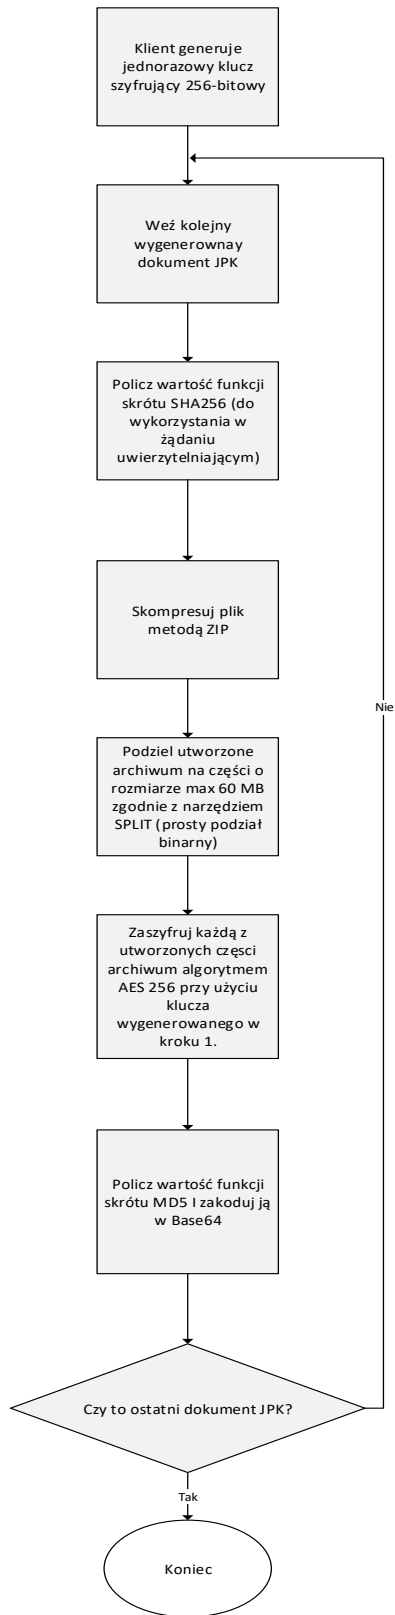 Klient generuje
jednorazowy klucz
szyfrujący 256-bitowy
Weź kolejny
wygenerownay
dokument JPK
Policz wartość funkcji
skrótu SHA256 (do
wykorzystania w
żądaniu
uwierzytelniającym)
Skompresuj plik
metodą ZIP
Nie
Podziel utworzone
archiwum na części o
rozmiarze max 60 MB
zgodnie z narzędziem
SPLIT (prosty podział
binarny)
Zaszyfruj każdą z
utworzonych częsci
archiwum algorytmem
AES 256 przy użyciu
klucza
wygenerowanego w
kroku 1.
Policz wartość funkcji
skrótu MD5 I zakoduj ją
w Base64
Czy to ostatni dokument JPK?
Tak
Koniec